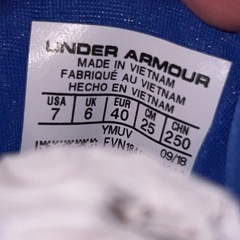 UNDER ARMOUR
MADE IN VIETNAM
FABRIQUÉ AU VIETNAM
HECHO EN VIETNAM
USA UK EUR CM CHN
7 6 40 25 250
YMUV
09/18